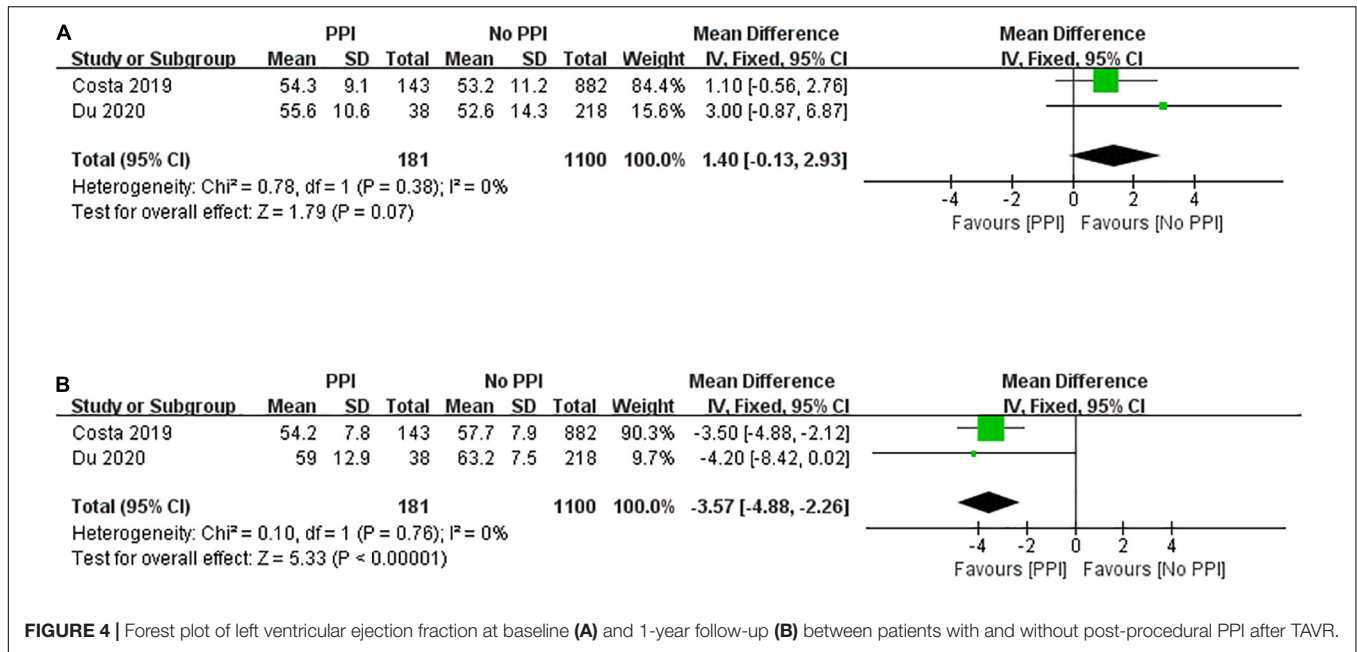 A
PPI No PPI Mean Difference Mean Difference
Study or Subgroup Mean SD Total Mean SD Total Weight IV, Fixed, 95% CI IV, Fixed, 95% CI
Costa 2019 54.3 9.1 143 53.2 11.2 882 84.4% 1.10 [-0.56, 2.76]
Du 2020 55.6 10.6 38 52.6 14.3 218 15.6% 3.00 [-0.87, 6.87]
Total (95% CI) 181 1100 100.0% 1.40 [-0.13, 2.93]
Heterogeneity: Chi² = 0.78, df = 1 (P = 0.38); I² = 0%
Test for overall effect: Z = 1.79 (P = 0.07)
-4 -2 0 2 4
Favours [PPI] Favours [No PPI]
B
PPI No PPI Mean Difference Mean Difference
Study or Subgroup Mean SD Total Mean SD Total Weight IV, Fixed, 95% CI IV, Fixed, 95% CI
Costa 2019 54.2 7.8 143 57.7 7.9 882 90.3% -3.50 [-4.88, -2.12]
Du 2020 59 12.9 38 63.2 7.5 218 9.7% -4.20 [-8.42, 0.02]
Total (95% CI) 181 1100 100.0% -3.57 [-4.88, -2.26]
Heterogeneity: Chi² = 0.10, df = 1 (P = 0.76); I² = 0%
Test for overall effect: Z = 5.33 (P < 0.00001)
-4 -2 0 2 4
Favours [PPI] Favours [No PPI]
FIGURE 4 | Forest plot of left ventricular ejection fraction at baseline (A) and 1-year follow-up (B) between patients with and without post-procedural PPI after TAVR.